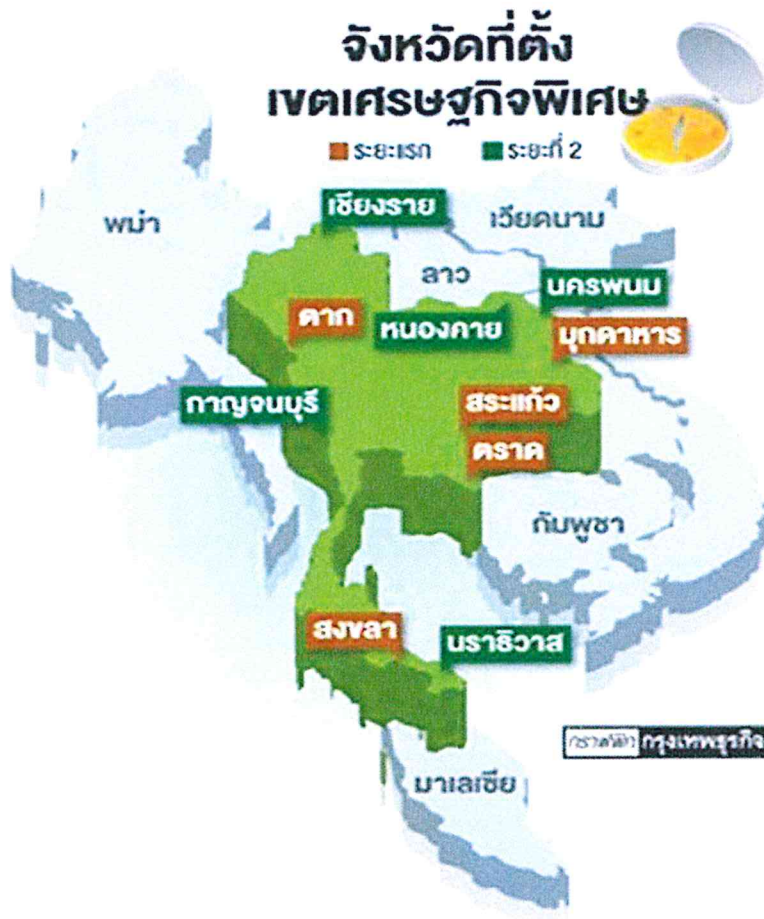 จังหวัดที่ตั้ง
เขตเศรษฐกิจพิเศษ
ระยะแรก ระยะที่ 2
เชียงราย
พม่า
เวียดนาม
ลาว
นครพนม
ตาก
หนองคาย
มุกดาหาร
กาญจนบุรี
สระแก้ว
ตราด
กัมพูชา
สงขลา
นราธิวาส
กราฟฟิก กรุงเทพธุรกิจ
มาเลเซีย